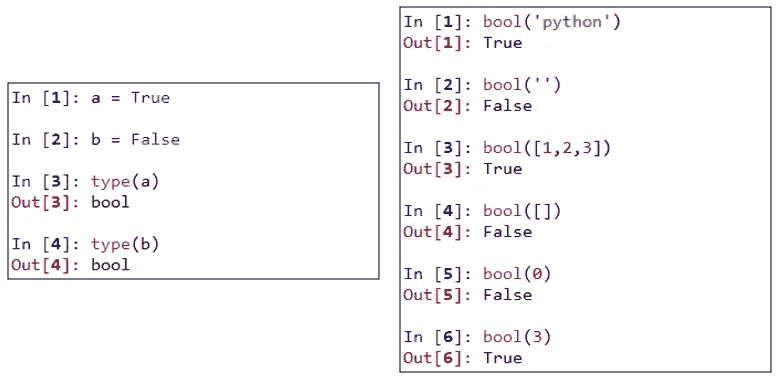 In [1]: a = True
In [2]: b = False
In [3]: type(a)
Out[3]: bool
In [4]: type(b)
Out[4]: bool
In [1]: bool('python')
Out[1]: True
In [2]: bool('')
Out[2]: False
In [3]: bool([1,2,3])
Out[3]: True
In [4]: bool([])
Out[4]: False
In [5]: bool(0)
Out[5]: False
In [6]: bool(3)
Out[6]: True